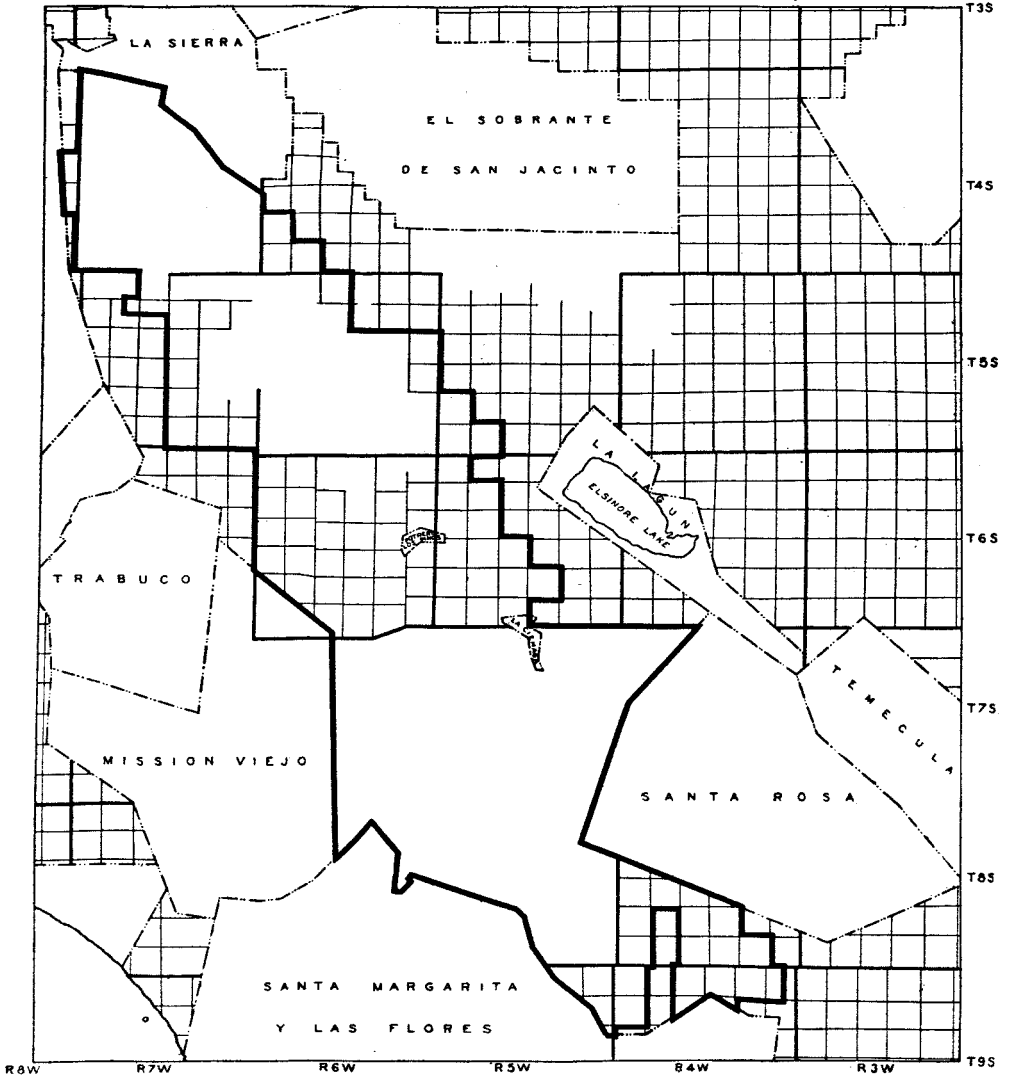 T3S
LA SIERRA
EL SOBRANTE
DE SAN JACINTO
T4S
T5S
LA LAGUNA
ELSINORE LAKE
T6S
TRABUCO
TEMECULA
T7S
MISSION VIEJO
SANTA ROSA
T8S
SANTA MARGARITA
Y LAS FLORES
R8W
R7W
R6W
R5W
R4W
R3W
T9S